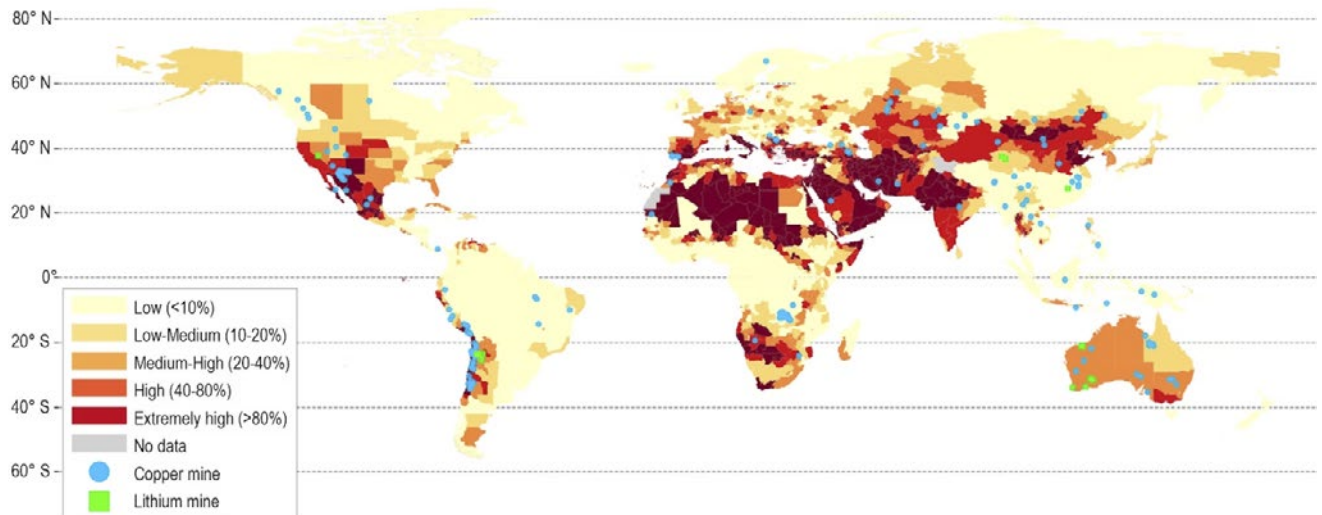 80° N
60° N
40° N
20° N
0°
20° S
40° S
60° S
Low (<10%)
Low-Medium (10-20%)
Medium-High (20-40%)
High (40-80%)
Extremely high (>80%)
No data
Copper mine
Lithium mine